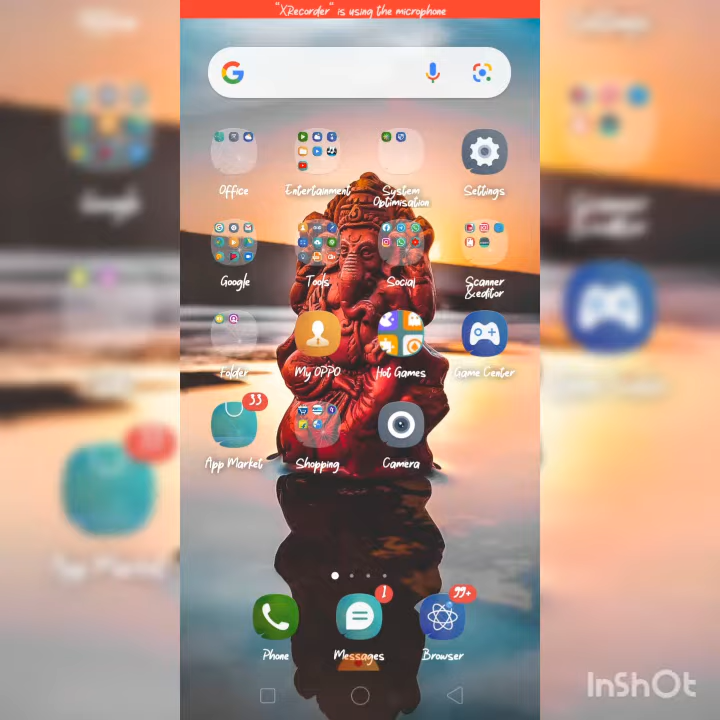 "XRecorder" is using the microphone
Office
Entertainment
System
Optimisation
Settings
Google
Tools
Social
Scanner
&editor
Folder
My OPPO
Hot Games
Game Center
33
App Market
Shopping
Camera
1
99+
Phone
Messages
Browser
InShOt